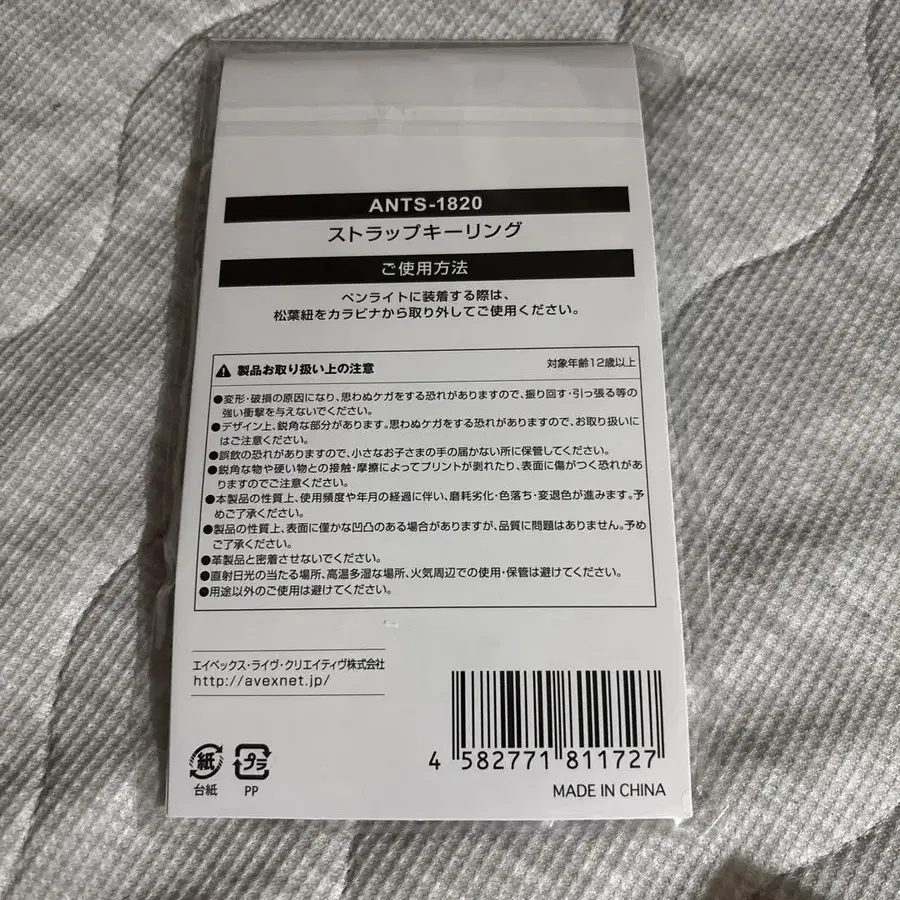 ANTS-1820
ストラップキーリング
ご使用方法
ペンライトに装着する際は、
松葉紐をカラビナから取り外してご使用ください。
製品お取り扱い上の注意
対象年齢12歳以上
●変形・破損の原因になり、思わぬケガをする恐れがありますので、振り回す・引っ張る等の
強い衝撃を与えないでください。
●デザイン上、鋭角な部分があります。思わぬケガをする恐れがありますので、お取り扱いに
はご注意ください。
●誤飲の恐れがありますので、小さなお子さまの手の届かない所に保管してください。
●鋭角な物や硬い物との接触・摩擦によってプリントが剥れたり、表面に傷がつく恐れがあり
ますのでご注意ください。
●本製品の性質上、使用頻度や年月の経過に伴い、磨耗劣化・色落ち・変退色が進みます。予
めご了承ください。
●製品の性質上、表面に僅かな凹凸のある場合がありますが、品質に問題はありません。予め
ご了承ください。
●革製品と密着させないでください。
●直射日光の当たる場所、高温多湿な場所、火気周辺での使用・保管は避けてください。
●用途以外のご使用は避けてください。
エイベックス・ライヴ・クリエイティヴ株式会社
http://avexnet.jp/
紙
台紙
プラ
PP
4 582771 811727
MADE IN CHINA